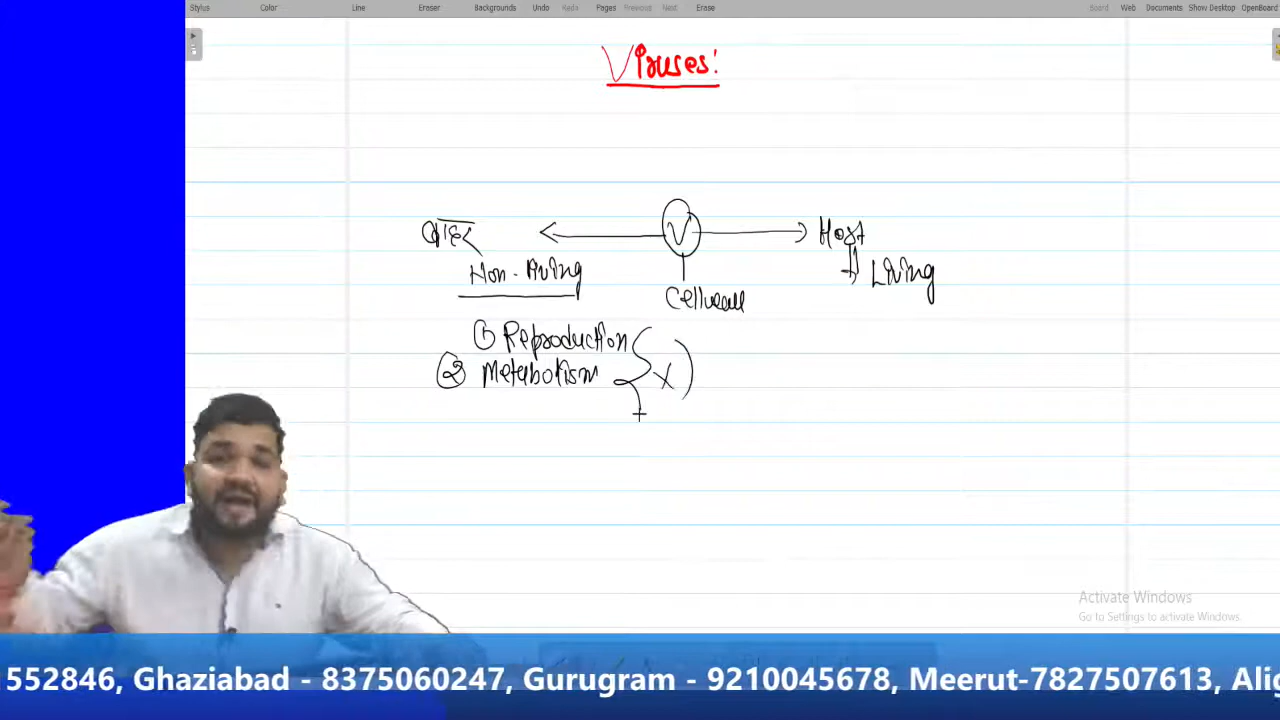 Stylus Color Line Eraser Backgrounds Undo Redo Pages Previous Next Erase Board Web Documents Show Desktop OpenBoard
Viruses:
बाहर V Host
Non-living Living
Cellular
① Reproduction
② Metabolism X
Activate Windows
Go to Settings to activate Windows.
552846, Ghaziabad - 8375060247, Gurugram - 9210045678, Meerut-7827507613, Alig